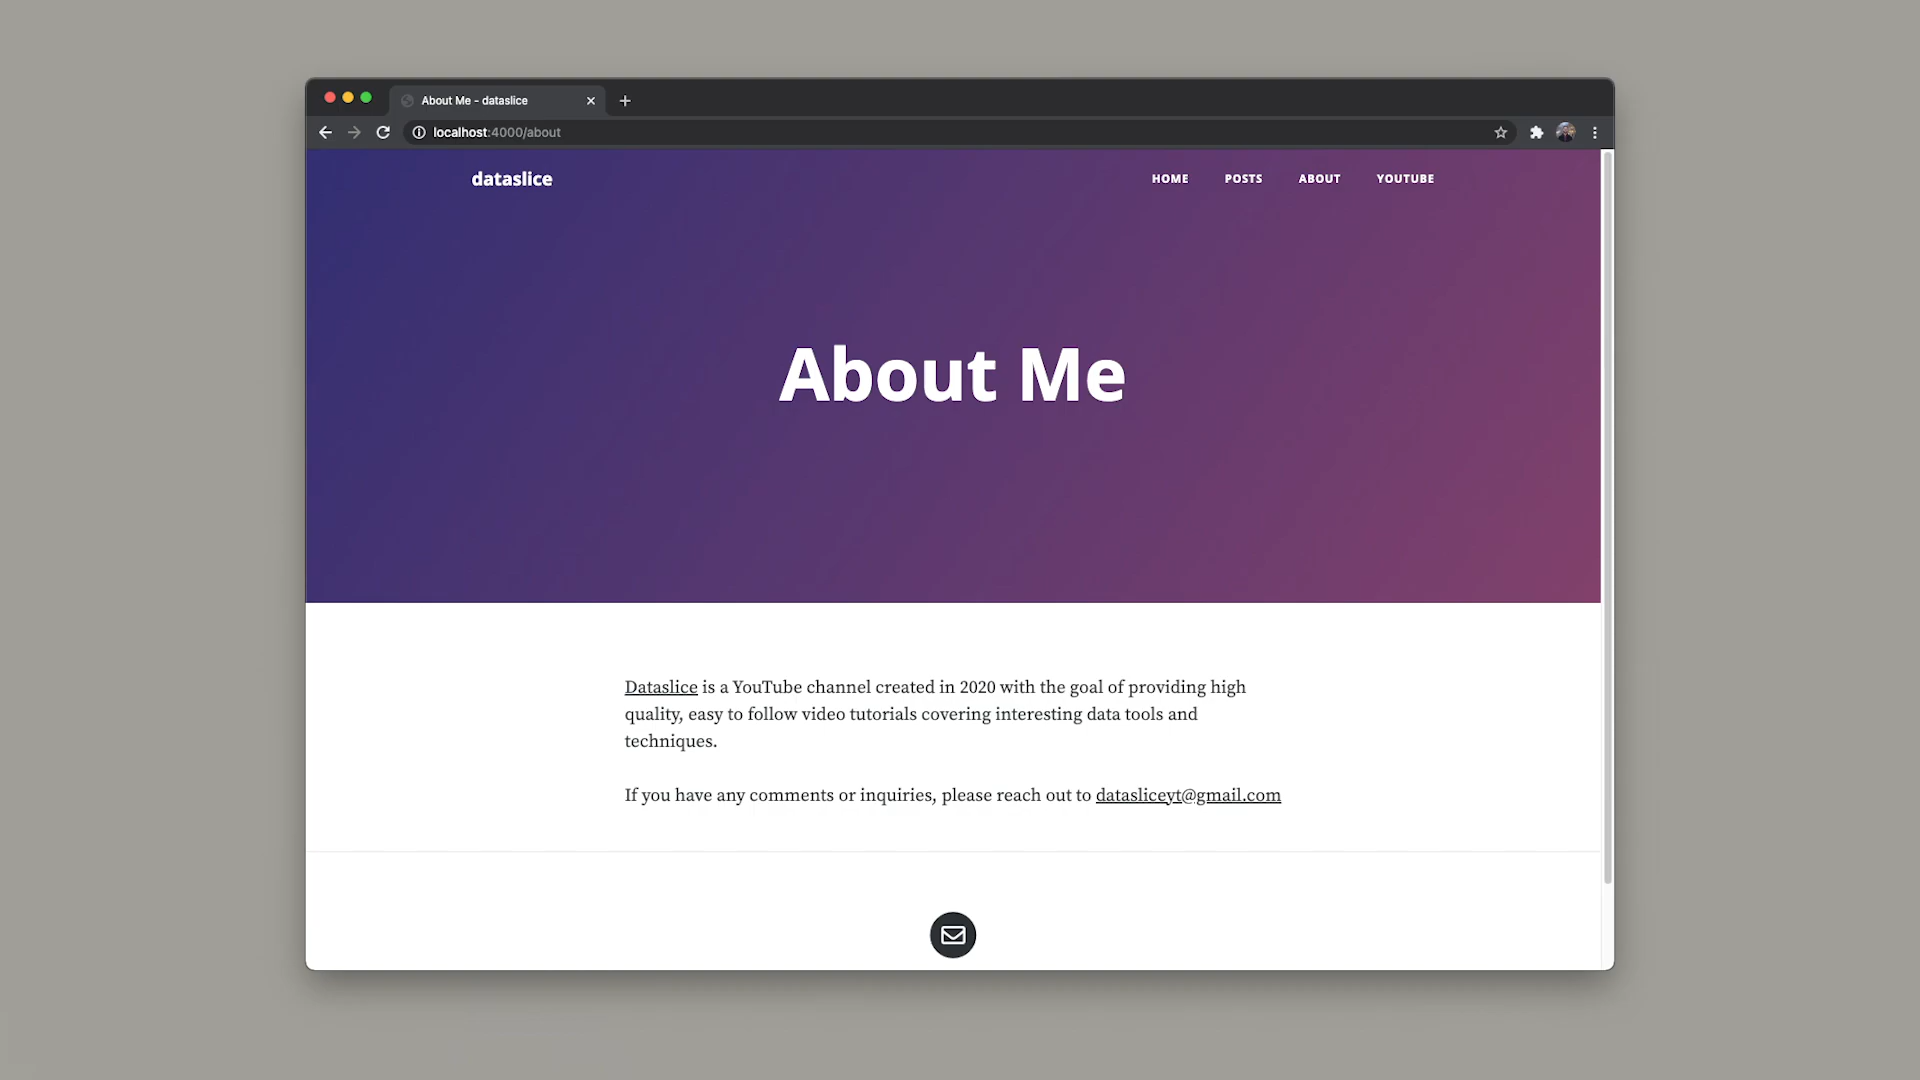 About Me - dataslice
localhost:4000/about
dataslice
HOME POSTS ABOUT YOUTUBE
About Me
Dataslice is a YouTube channel created in 2020 with the goal of providing high
quality, easy to follow video tutorials covering interesting data tools and
techniques.
If you have any comments or inquiries, please reach out to datasliceyt@gmail.com